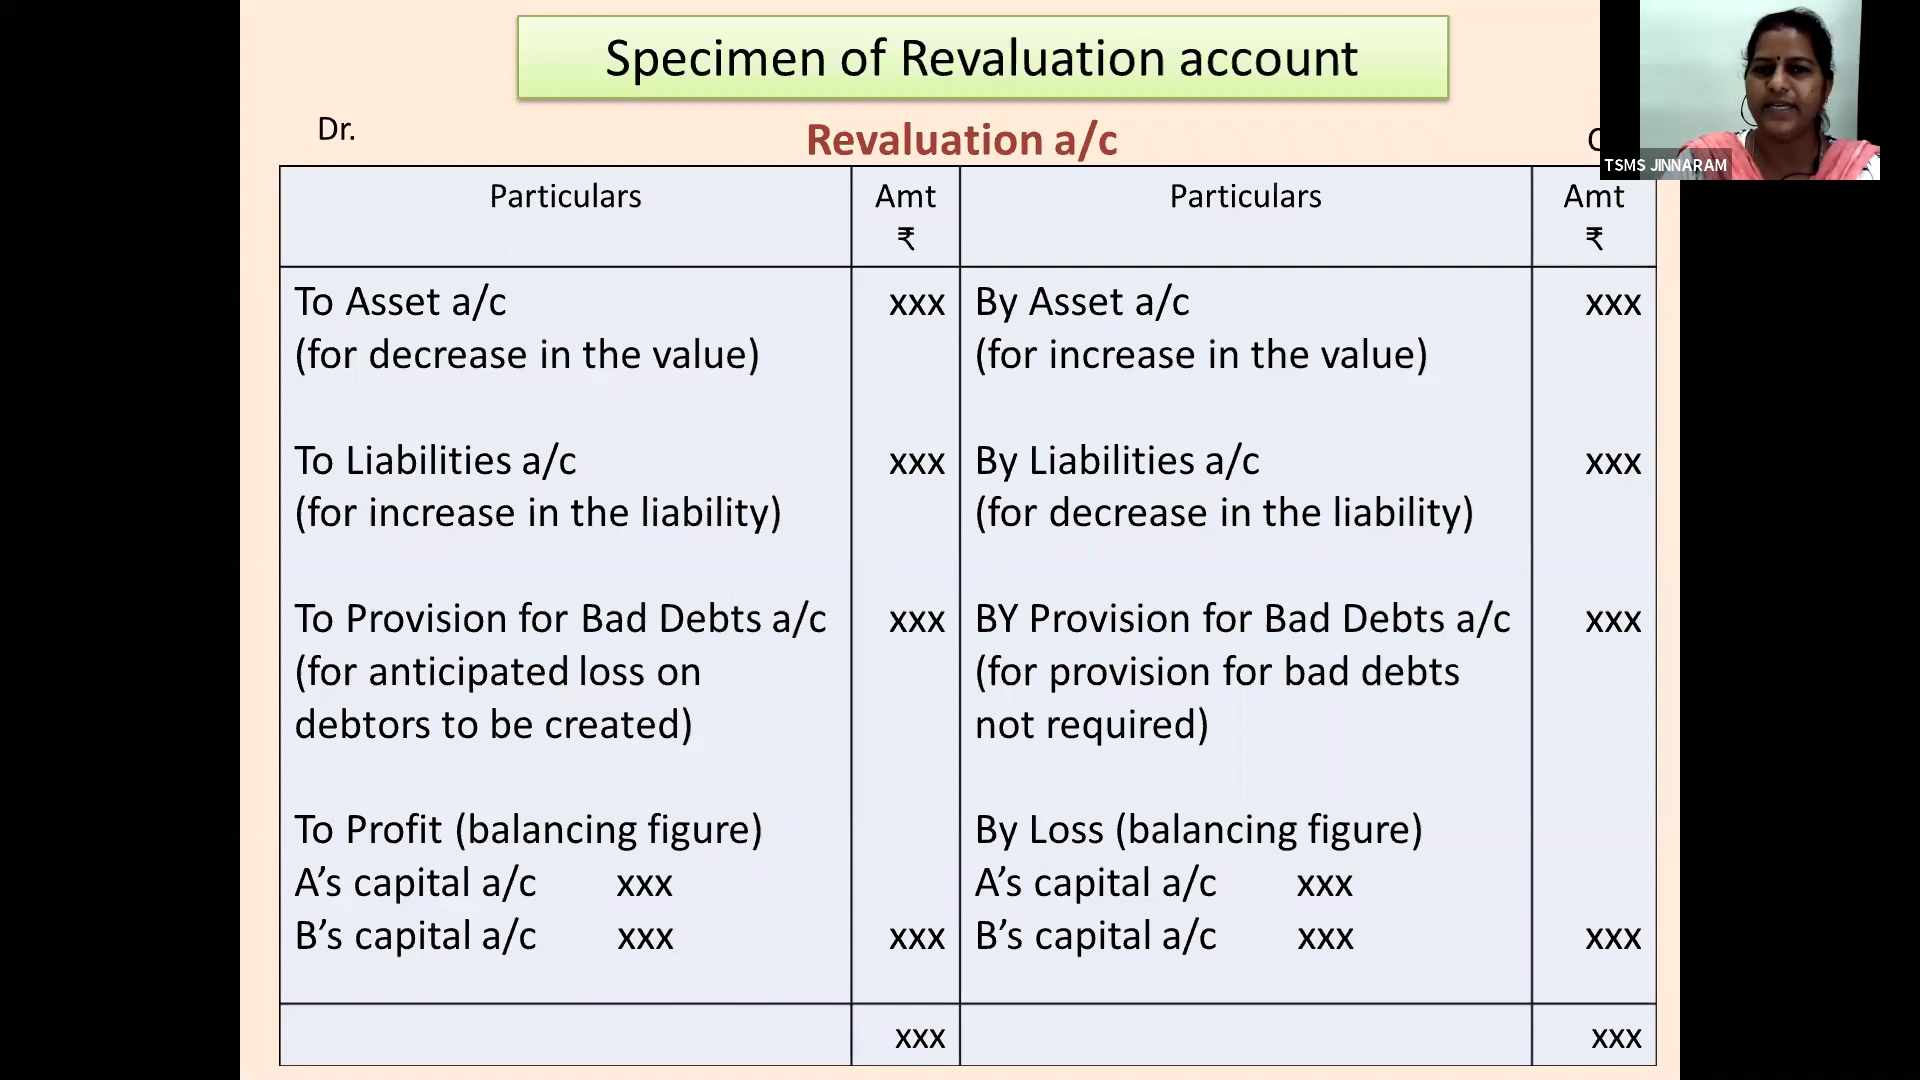 Specimen of Revaluation account
Dr.
Revaluation a/c
TSMS JINNARAM
Particulars
Amt
₹
Particulars
Amt
₹
To Asset a/c xxx
(for decrease in the value)
To Liabilities a/c xxx
(for increase in the liability)
To Provision for Bad Debts a/c xxx
(for anticipated loss on
debtors to be created)
To Profit (balancing figure)
A’s capital a/c xxx
B’s capital a/c xxx xxx
xxx
By Asset a/c xxx
(for increase in the value)
By Liabilities a/c xxx
(for decrease in the liability)
BY Provision for Bad Debts a/c xxx
(for provision for bad debts
not required)
By Loss (balancing figure)
A’s capital a/c xxx
B’s capital a/c xxx xxx
xxx